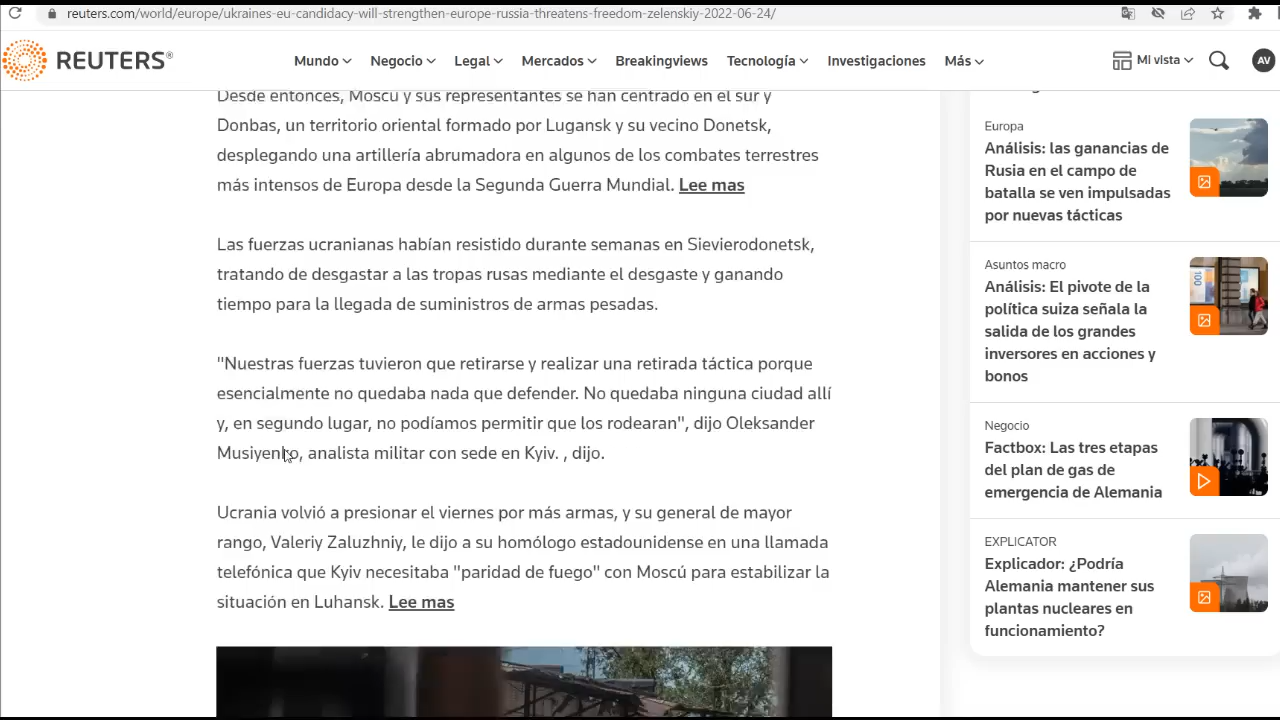 reuters.com/world/europe/ukraines-eu-candidacy-will-strengthen-europe-russia-threatens-freedom-zelenskiy-2022-06-24/
REUTERS®
Mundo Negocio Legal Mercados Breakingviews Tecnología Investigaciones Más
Mi vista
AV
Desde entonces, Moscú y sus representantes se han centrado en el sur y
Donbas, un territorio oriental formado por Lugansk y su vecino Donetsk,
desplegando una artillería abrumadora en algunos de los combates terrestres
más intensos de Europa desde la Segunda Guerra Mundial. Lee mas
Las fuerzas ucranianas habían resistido durante semanas en Sievierodonetsk,
tratando de desgastar a las tropas rusas mediante el desgaste y ganando
tiempo para la llegada de suministros de armas pesadas.
"Nuestras fuerzas tuvieron que retirarse y realizar una retirada táctica porque
esencialmente no quedaba nada que defender. No quedaba ninguna ciudad allí
y, en segundo lugar, no podíamos permitir que los rodearan", dijo Oleksander
Musiyenko, analista militar con sede en Kyiv. , dijo.
Ucrania volvió a presionar el viernes por más armas, y su general de mayor
rango, Valeriy Zaluzhniy, le dijo a su homólogo estadounidense en una llamada
telefónica que Kyiv necesitaba "paridad de fuego" con Moscú para estabilizar la
situación en Luhansk. Lee mas
Europa
Análisis: las ganancias de
Rusia en el campo de
batalla se ven impulsadas
por nuevas tácticas
Asuntos macro
Análisis: El pivote de la
política suiza señala la
salida de los grandes
inversores en acciones y
bonos
100
Negocio
Factbox: Las tres etapas
del plan de gas de
emergencia de Alemania
EXPLICATOR
Explicador: ¿Podría
Alemania mantener sus
plantas nucleares en
funcionamiento?